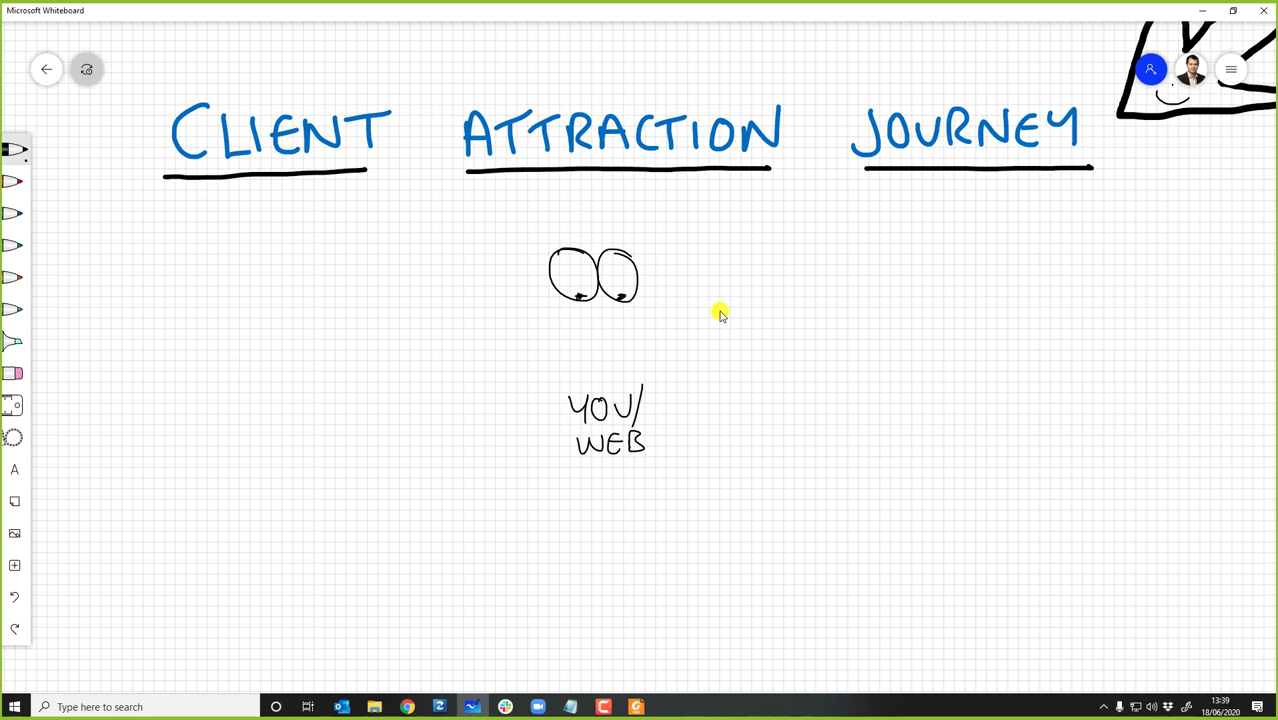 Microsoft Whiteboard
CLIENT ATTRACTION JOURNEY
YOU/
WEB
A
Type here to search
13:39
18/06/2020